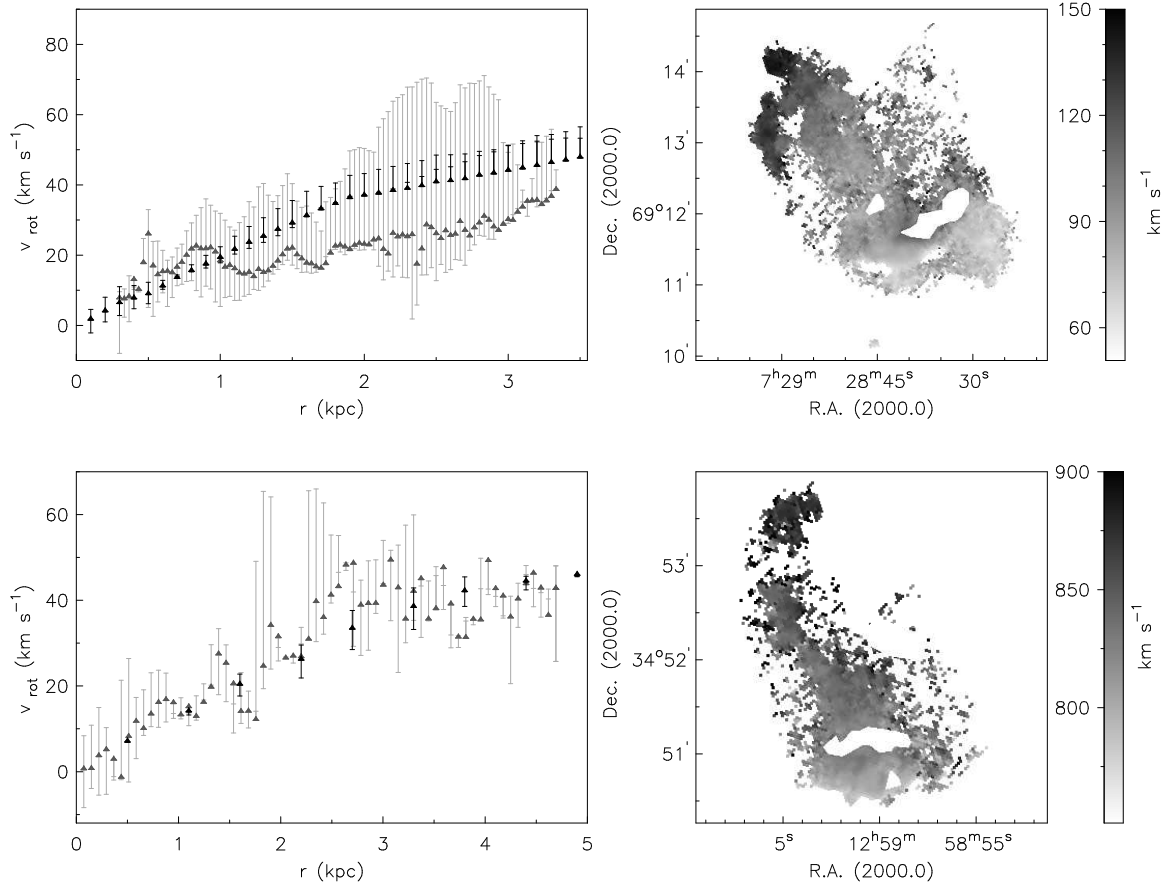 80
60
40
20
0
v rot (km s⁻¹)
0 1 2 3
r (kpc)
14'
13'
69°12'
11'
10'
Dec. (2000.0)
7ʰ29ᵐ 28ᵐ45ˢ 30ˢ
R.A. (2000.0)
150
120
90
60
km s⁻¹
60
40
20
0
v rot (km s⁻¹)
0 1 2 3 4 5
r (kpc)
53'
34°52'
51'
Dec. (2000.0)
5ˢ 12ʰ59ᵐ 58ᵐ55ˢ
R.A. (2000.0)
900
850
800
km s⁻¹